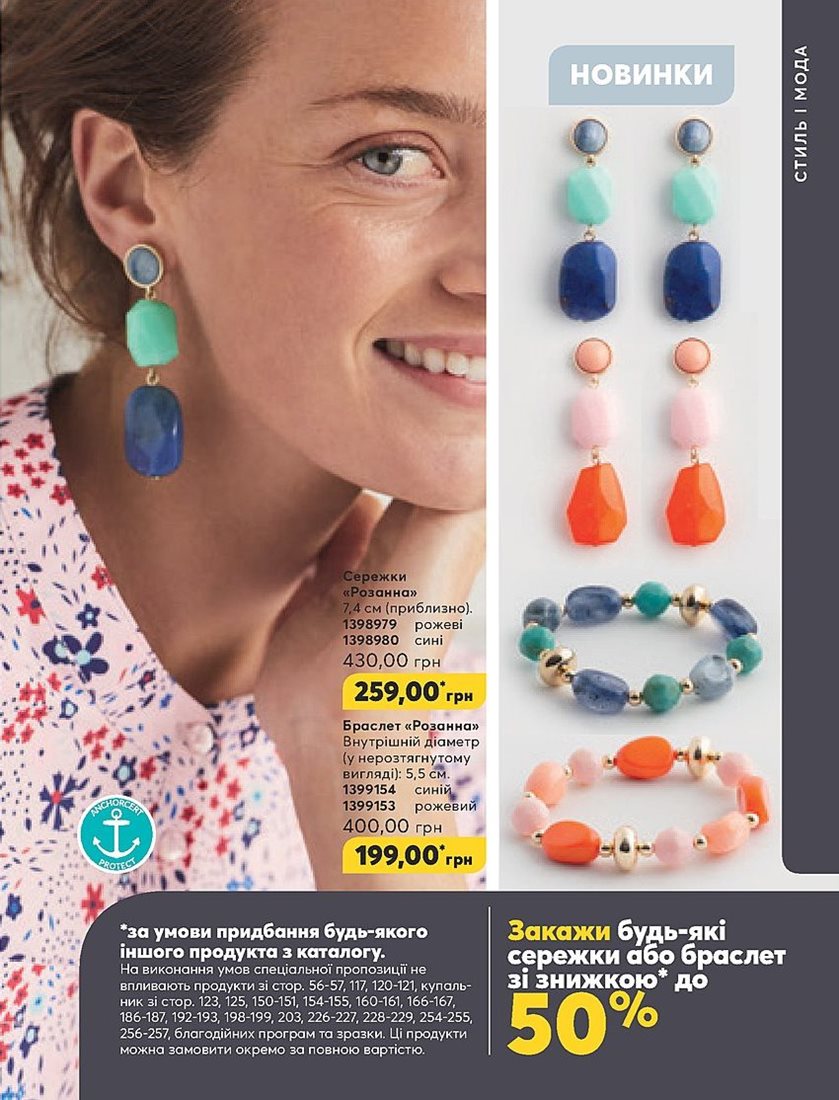 НОВИНКИ
СТИЛЬ | МОДА
Сережки
«Розанна»
7,4 см (приблизно).
1398979 рожеві
1398980 сині
430,00 грн
259,00*грн
Браслет «Розанна»
Внутрішній діаметр
(у нерозтягнутому
вигляді): 5,5 см.
1399154 синій
1399153 рожевий
400,00 грн
199,00*грн
ANCHORCERT
PROTECT
*за умови придбання будь-якого
іншого продукта з каталогу.
На виконання умов спеціальної пропозиції не
впливають продукти зі стор. 56-57, 117, 120-121, купаль-
ник зі стор. 123, 125, 150-151, 154-155, 160-161, 166-167,
186-187, 192-193, 198-199, 203, 226-227, 228-229, 254-255,
256-257, благодійних програм та зразки. Ці продукти
можна замовити окремо за повною вартістю.
Закажи будь-які
сережки або браслет
зі знижкою* до
50%